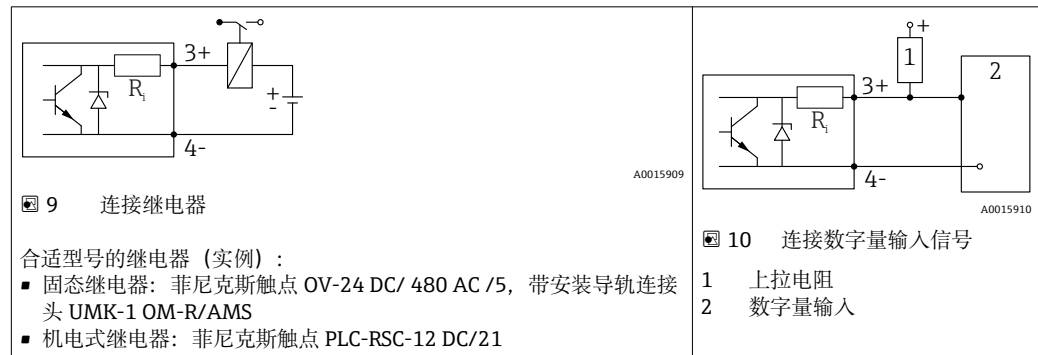 3+
Ri
+
-
4-
A0015909
9 连接继电器
合适型号的继电器（实例）:
▪ 固态继电器: 菲尼克斯触点 OV-24 DC/ 480 AC /5, 带安装导轨连接
头 UMK-1 OM-R/AMS
▪ 机电式继电器: 菲尼克斯触点 PLC-RSC-12 DC/21
+
1
2
3+
Ri
4-
A0015910
10 连接数字量输入信号
1 上拉电阻
2 数字量输入